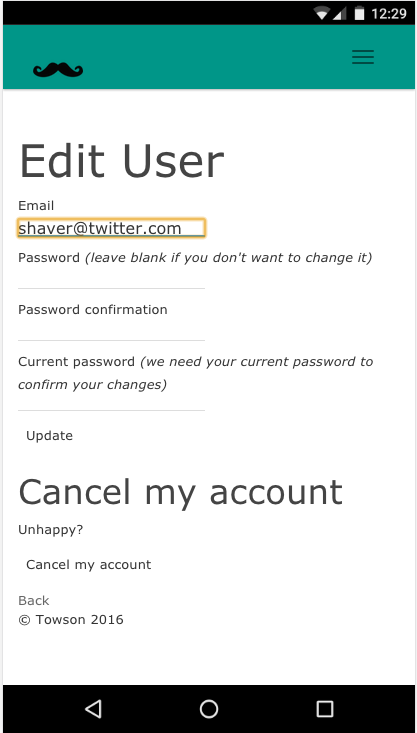 12:29
Edit User
Email
shaver@twitter.com
Password (leave blank if you don't want to change it)
Password confirmation
Current password (we need your current password to
confirm your changes)
Update
Cancel my account
Unhappy?
Cancel my account
Back
© Towson 2016